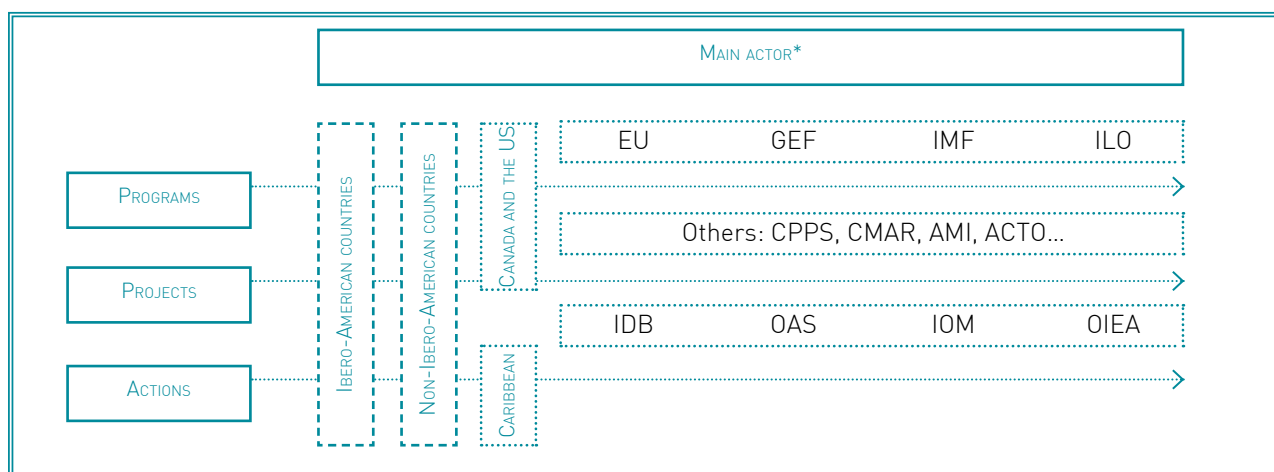 Main actor*
Programs
Projects
Actions
Ibero-American countries
Non-Ibero-American countries
Canada and the US
Caribbean
EU GEF IMF ILO
Others: CPPS, CMAR, AMI, ACTO...
IDB OAS IOM OIEA